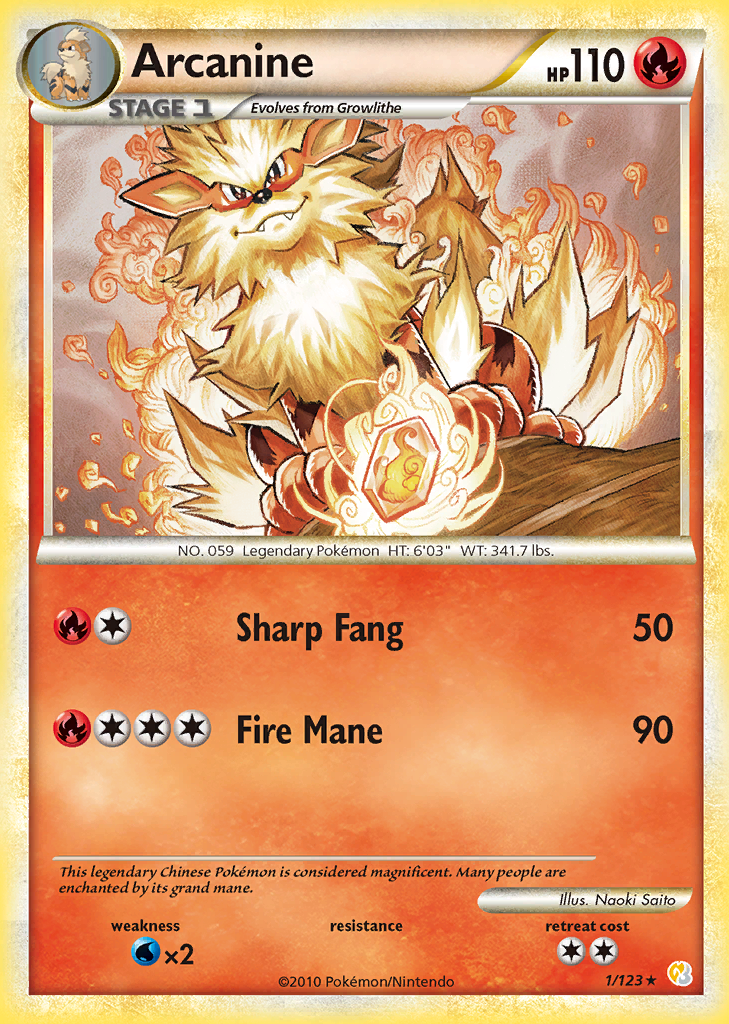 Arcanine
HP110
STAGE 1
Evolves from Growlithe
NO. 059 Legendary Pokémon HT: 6'03" WT: 341.7 lbs.
Sharp Fang 50
Fire Mane 90
This legendary Chinese Pokémon is considered magnificent. Many people are
enchanted by its grand mane.
Illus. Naoki Saito
weakness resistance retreat cost
×2
©2010 Pokémon/Nintendo
1/123 ★